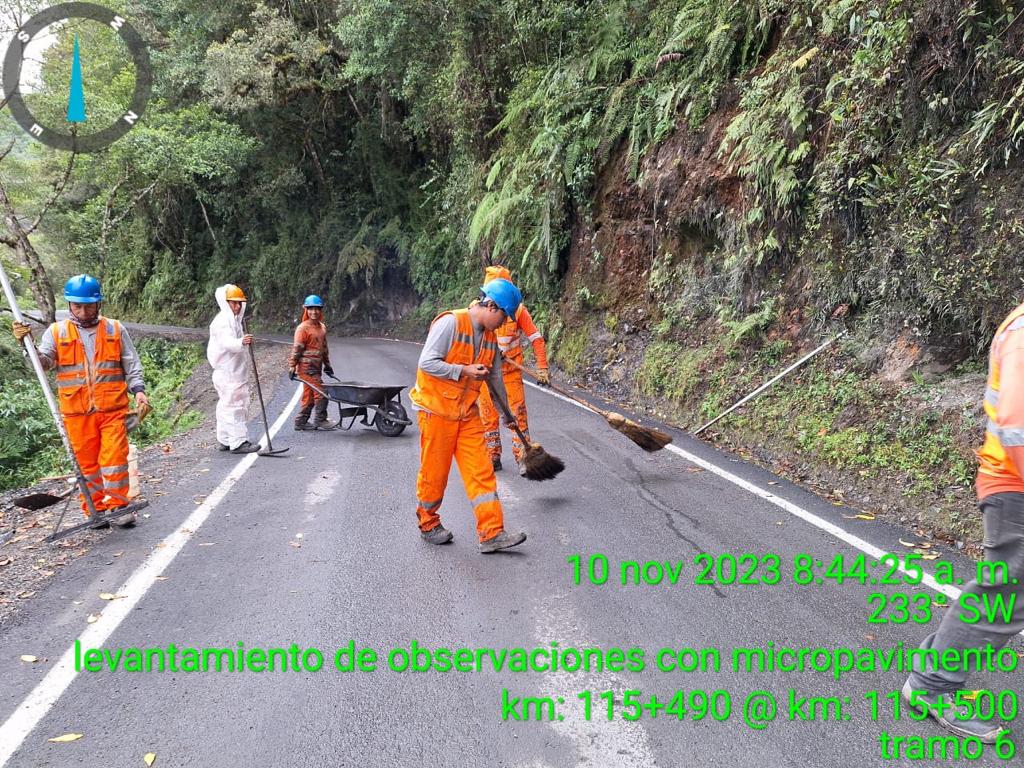 S
W
E
N
10 nov 2023 8:44:25 a. m.
233° SW
levantamiento de observaciones con micropavimento
km: 115+490 @ km: 115+500
tramo 6